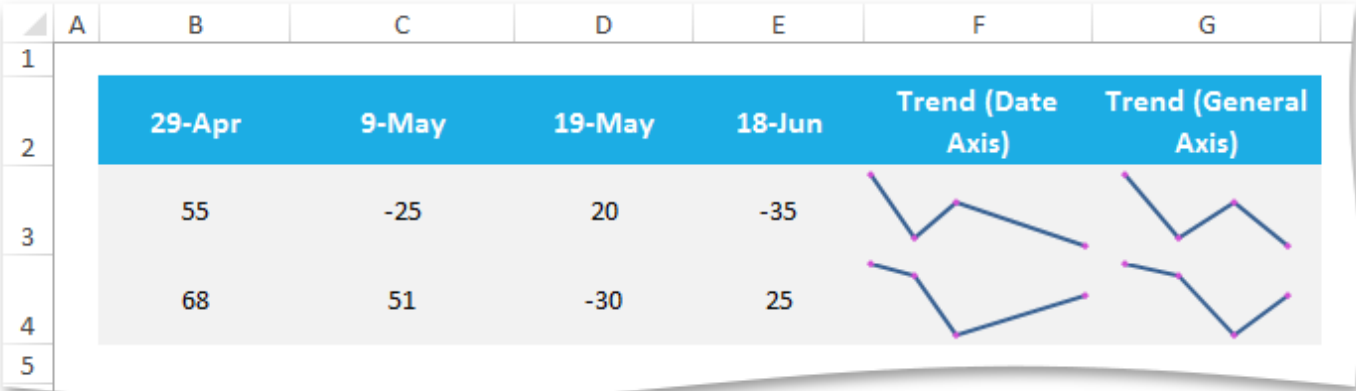 A B C D E F G
1
2 29-Apr 9-May 19-May 18-Jun Trend (Date Axis) Trend (General Axis)
3 55 -25 20 -35
4 68 51 -30 25
5